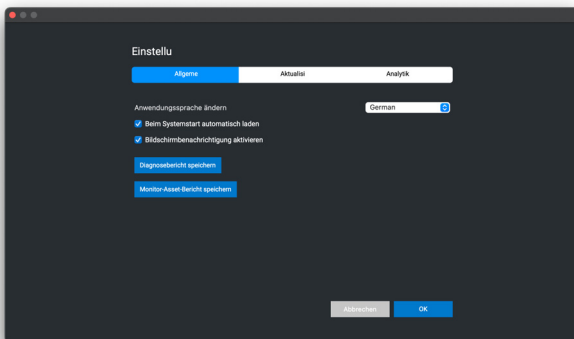 Einstellu
Allgeme Aktualisi Analytik
Anwendungssprache ändern German
Beim Systemstart automatisch laden
Bildschirmbenachrichtigung aktivieren
Diagnosebericht speichern
Monitor-Asset-Bericht speichern
Abbrechen OK